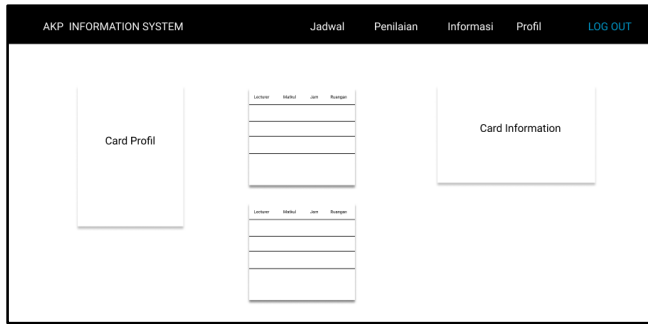 AKP INFORMATION SYSTEM Jadwal Penilaian Informasi Profil LOG OUT
Card Profil
Lecturer Matkul Jam Ruangan
Lecturer Matkul Jam Ruangan
Card Information